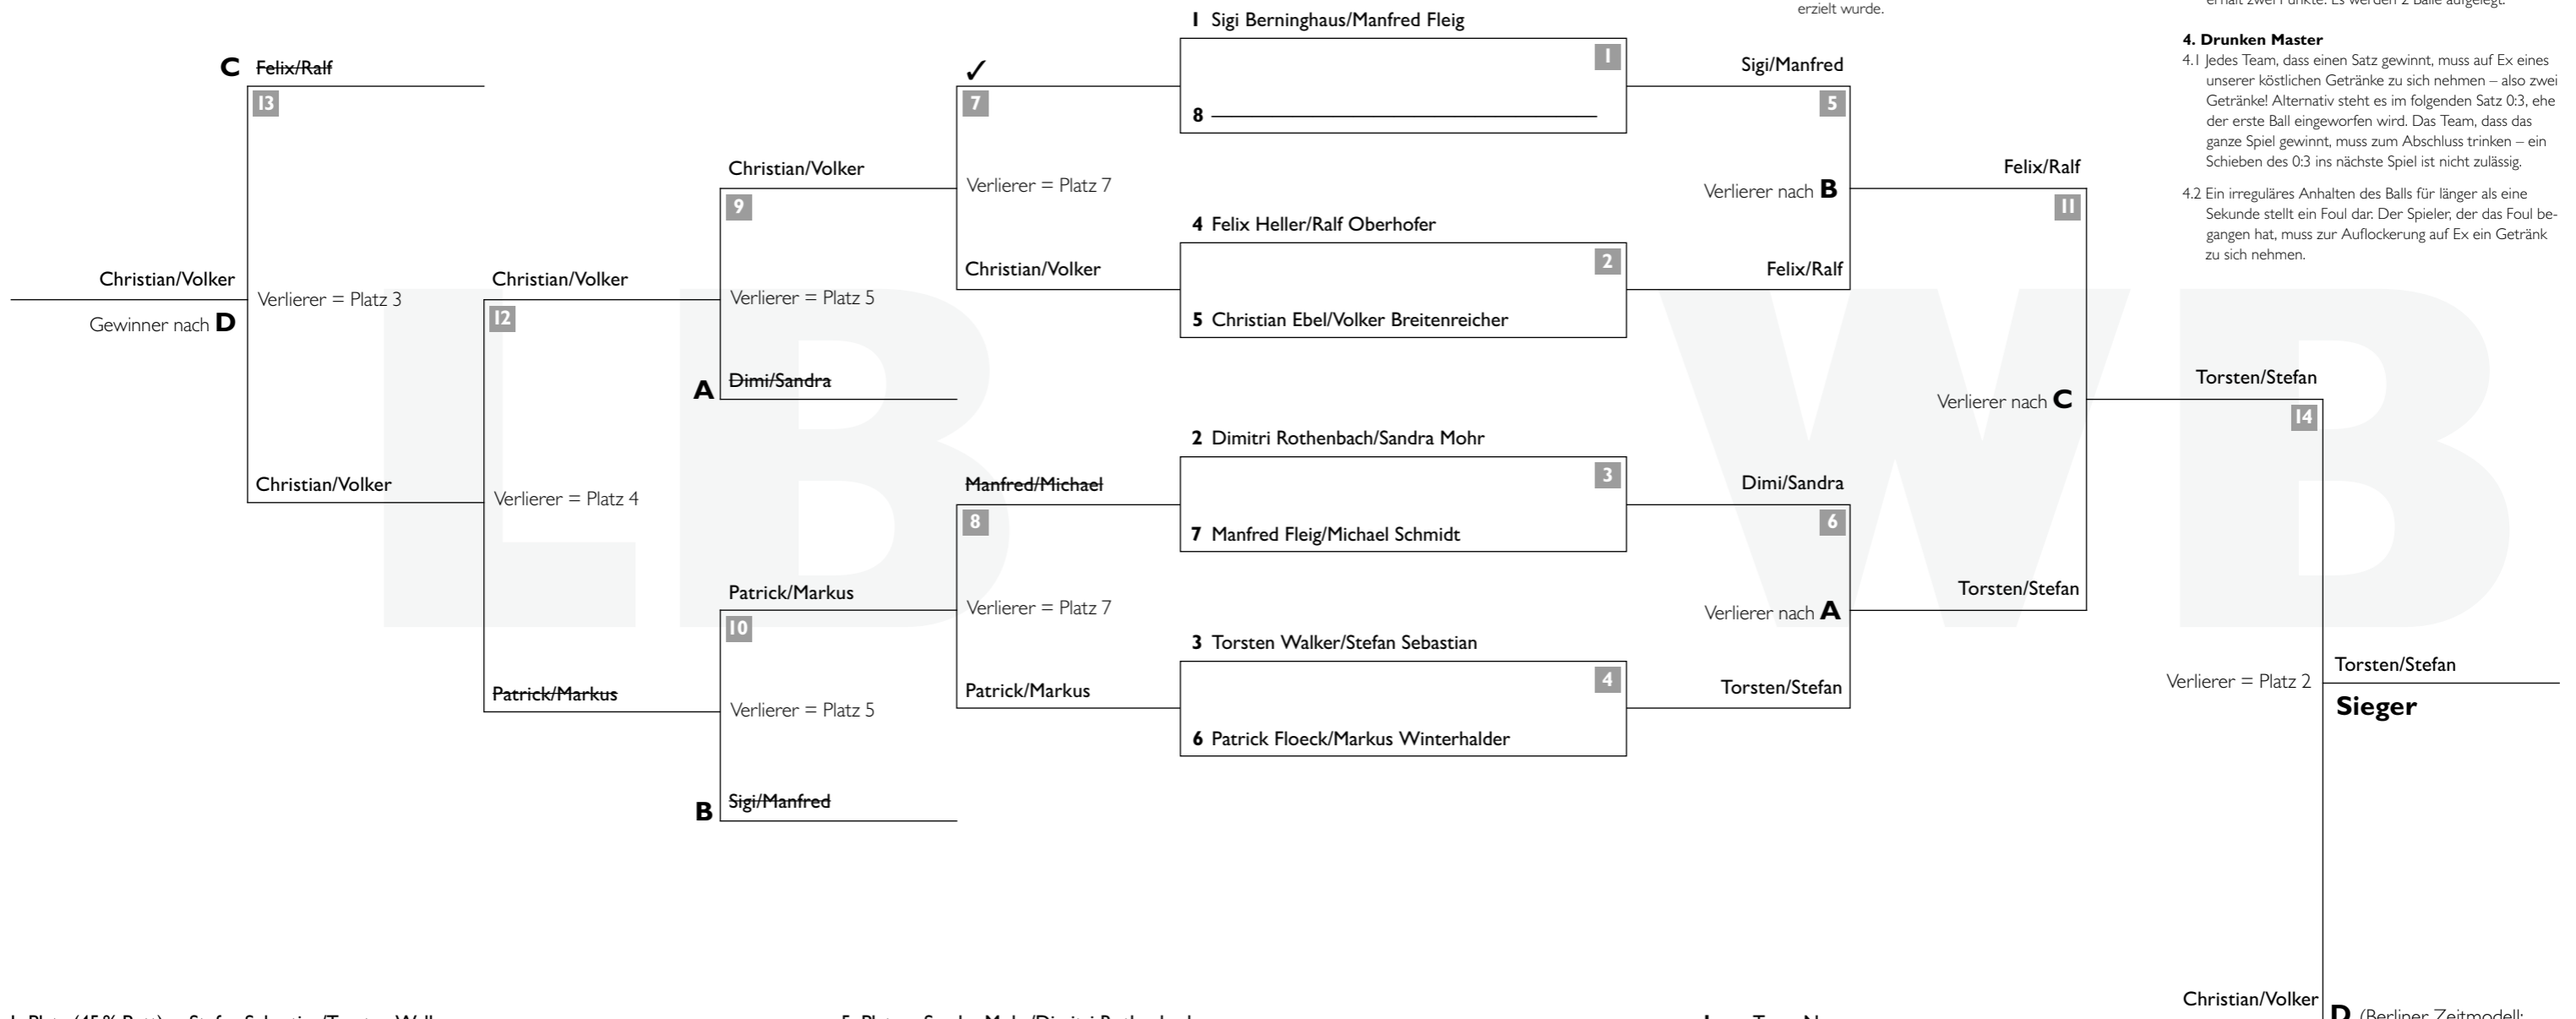 erzielt wurde.
4. Drunken Master
4.1 Jedes Team, dass einen Satz gewinnt, muss auf Ex eines
unserer köstlichen Getränke zu sich nehmen – also zwei
Getränke! Alternativ steht es im folgenden Satz 0:3, ehe
der erste Ball eingeworfen wird. Das Team, dass das
ganze Spiel gewinnt, muss zum Abschluss trinken – ein
Schieben des 0:3 ins nächste Spiel ist nicht zulässig.
4.2 Ein irreguläres Anhalten des Balls für länger als eine
Sekunde stellt ein Foul dar. Der Spieler, der das Foul be-
gangen hat, muss zur Auflockerung auf Ex ein Getränk
zu sich nehmen.
LB
WB
C Felix/Ralf
13
Christian/Volker
Verlierer = Platz 3
Gewinner nach D
Christian/Volker
Christian/Volker
12
Verlierer = Platz 4
Patrick/Markus
Christian/Volker
9
Verlierer = Platz 5
A Dimi/Sandra
Patrick/Markus
10
Verlierer = Platz 5
B Sigi/Manfred
✓
7
Verlierer = Platz 7
Christian/Volker
Manfred/Michael
8
Verlierer = Platz 7
Patrick/Markus
1 Sigi Berninghaus/Manfred Fleig
1
8
4 Felix Heller/Ralf Oberhofer
2
5 Christian Ebel/Volker Breitenreicher
2 Dimitri Rothenbach/Sandra Mohr
3
7 Manfred Fleig/Michael Schmidt
3 Torsten Walker/Stefan Sebastian
4
6 Patrick Floeck/Markus Winterhalder
Sigi/Manfred
5
Verlierer nach B
Felix/Ralf
Dimi/Sandra
6
Verlierer nach A
Torsten/Stefan
Felix/Ralf
11
Verlierer nach C
Torsten/Stefan
Torsten/Stefan
14
Verlierer = Platz 2
Torsten/Stefan
Sieger
Christian/Volker
D (Berliner Zeitmodell: